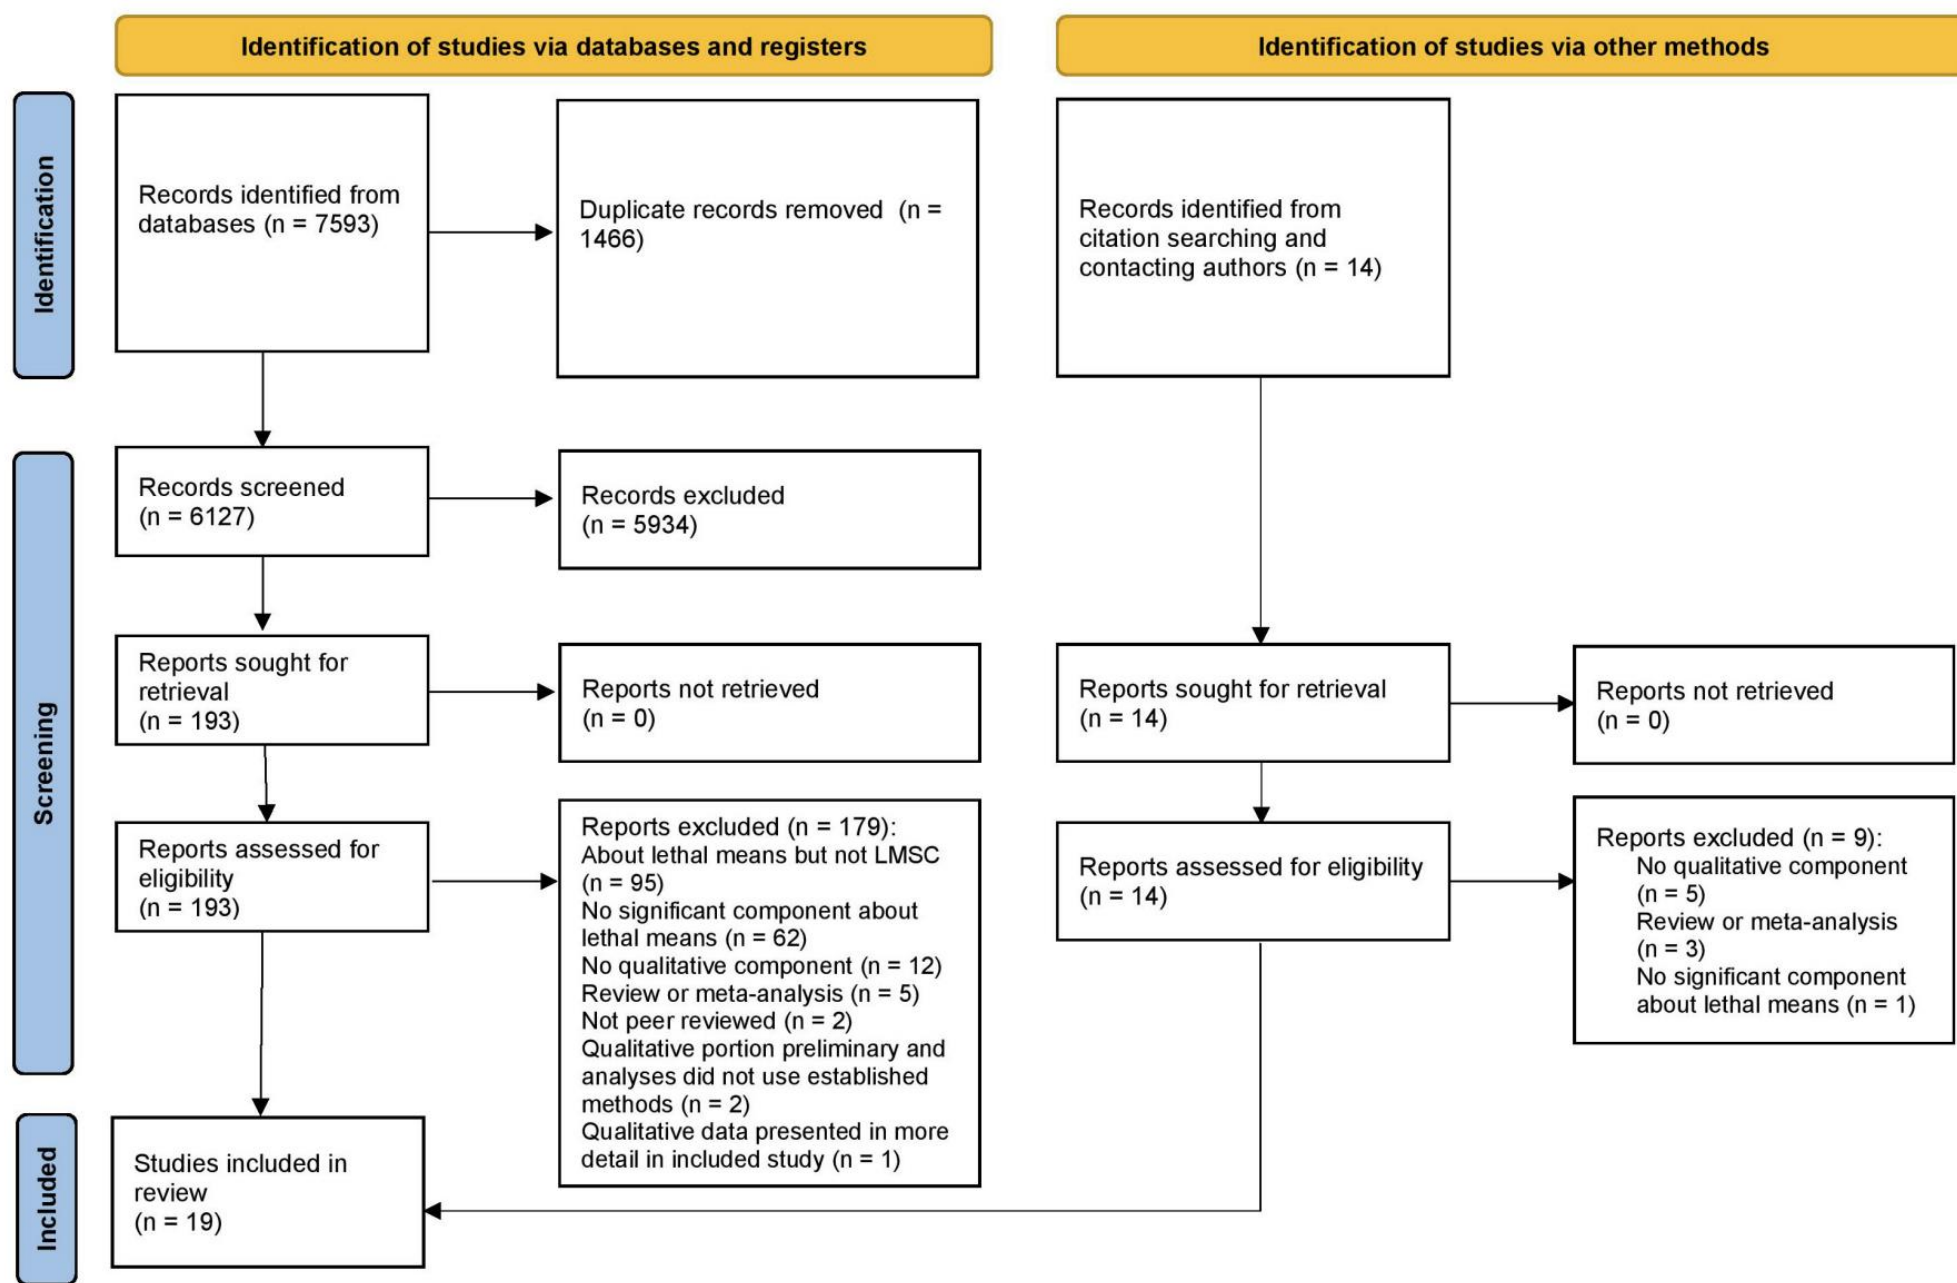 Identification of studies via databases and registers
Identification of studies via other methods
Identification
Records identified from
databases (n = 7593)
Duplicate records removed (n =
1466)
Records identified from
citation searching and
contacting authors (n = 14)
Screening
Records screened
(n = 6127)
Records excluded
(n = 5934)
Reports sought for
retrieval
(n = 193)
Reports not retrieved
(n = 0)
Reports sought for retrieval
(n = 14)
Reports not retrieved
(n = 0)
Reports assessed for
eligibility
(n = 193)
Reports excluded (n = 179):
About lethal means but not LMSC
(n = 95)
No significant component about
lethal means (n = 62)
No qualitative component (n = 12)
Review or meta-analysis (n = 5)
Not peer reviewed (n = 2)
Qualitative portion preliminary and
analyses did not use established
methods (n = 2)
Qualitative data presented in more
detail in included study (n = 1)
Reports assessed for eligibility
(n = 14)
Reports excluded (n = 9):
No qualitative component
(n = 5)
Review or meta-analysis
(n = 3)
No significant component
about lethal means (n = 1)
Included
Studies included in
review
(n = 19)